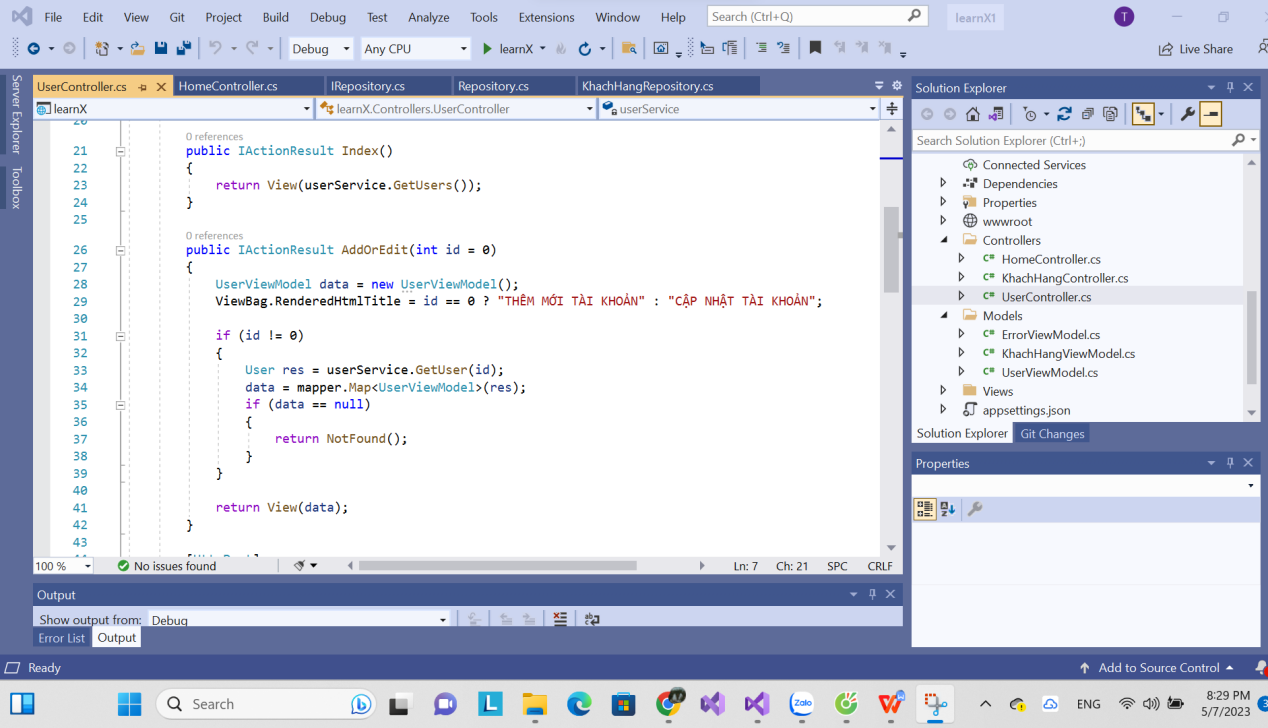 File Edit View Git Project Build Debug Test Analyze Tools Extensions Window Help Search (Ctrl+Q) learnX1 T
Debug Any CPU learnX Live Share
Server Explorer
Toolbox
UserController.cs HomeController.cs IRepository.cs Repository.cs KhachHangRepository.cs
learnX learnX.Controllers.UserController userService
20
0 references
21 public IActionResult Index()
22 {
23 return View(userService.GetUsers());
24 }
25
0 references
26 public IActionResult AddOrEdit(int id = 0)
27 {
28 UserViewModel data = new UserViewModel();
29 ViewBag.RenderedHtmlTitle = id == 0 ? "THÊM MỚI TÀI KHOẢN" : "CẬP NHẬT TÀI KHOẢN";
30
31 if (id != 0)
32 {
33 User res = userService.GetUser(id);
34 data = mapper.Map<UserViewModel>(res);
35 if (data == null)
36 {
37 return NotFound();
38 }
39 }
40
41 return View(data);
42 }
43
100 % No issues found Ln: 7 Ch: 21 SPC CRLF
Output
Show output from: Debug
Error List Output
Solution Explorer
Search Solution Explorer (Ctrl+;)
Connected Services
Dependencies
Properties
wwwroot
Controllers
C# HomeController.cs
C# KhachHangController.cs
C# UserController.cs
Models
C# ErrorViewModel.cs
C# KhachHangViewModel.cs
C# UserViewModel.cs
Views
appsettings.json
Solution Explorer Git Changes
Properties
Ready Add to Source Control
Search L Zalo W ENG 8:29 PM
5/7/2023 3